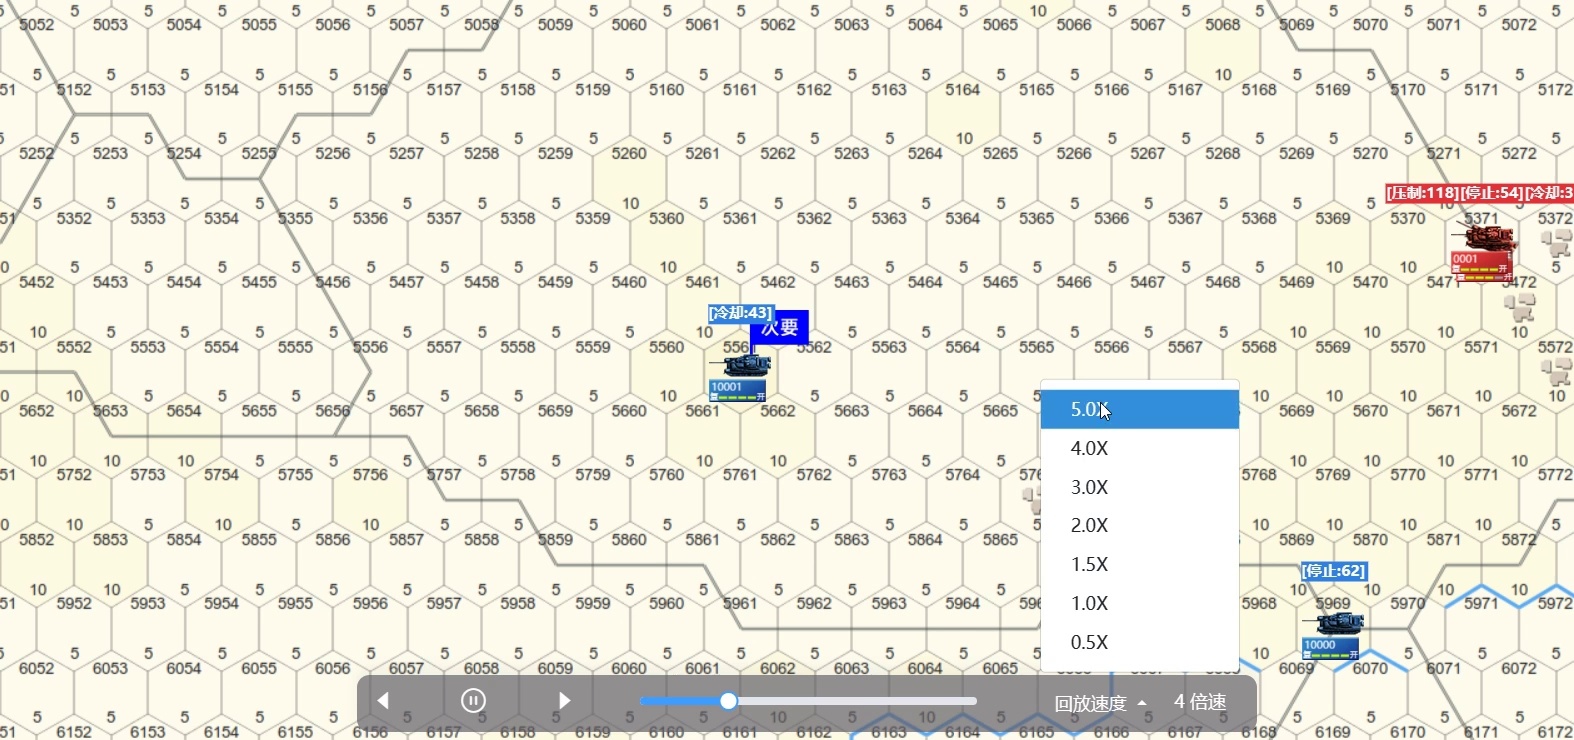 5 5 5 5 5 5 5 5 5 5 5 5 5 10 5 5 5 5 5 5 5
5052 5053 5054 5055 5056 5057 5058 5059 5060 5061 5062 5063 5064 5065 5066 5067 5068 5069 5070 5071 5072
5 5 5 5 5 5 5 5 5 5 5 5 5 5 5 5 10 5 5 5 5
51 5152 5153 5154 5155 5156 5157 5158 5159 5160 5161 5162 5163 5164 5165 5166 5167 5168 5169 5170 5171 5172
5 5 5 5 5 5 5 5 5 5 5 5 10 5 5 5 5 5 5 5 5
5252 5253 5254 5255 5256 5257 5258 5259 5260 5261 5262 5263 5264 5265 5266 5267 5268 5269 5270 5271 5272
[压制:118][停止:54][冷却:3
5 5 5 5 5 5 5 5 10 5 5 5 5 5 5 5 5 5 5 10 5
51 5352 5353 5354 5355 5356 5357 5358 5359 5360 5361 5362 5363 5364 5365 5366 5367 5368 5369 5370 5371 5372
0001
开
开
0 5 5 5 5 5 5 5 5 10 5 5 5 5 5 5 5 5 10 10 5
5452 5453 5454 5455 5456 5457 5458 5459 5460 5461 5462 5463 5464 5465 5466 5467 5468 5469 5470 5471 5472
[冷却:43]
次要
10 5 5 5 5 5 5 5 5 10 5 5 5 5 5 5 5 10 10 10
51 5552 5553 5554 5555 5556 5557 5558 5559 5560 556 5562 5563 5564 5565 5566 5567 5568 5569 5570 5571 5572
10001
开
0 10 5 5 5 5 5 5 5 10 5 5 5 5 10 10 10 10
5652 5653 5654 5655 5656 5657 5658 5659 5660 5661 5662 5663 5664 5665 5669 5670 5671 5672
10 10 10 5 10 5 5 5 5 10 10 5 5 5 10 10 10 10
51 5752 5753 5754 5755 5756 5757 5758 5759 5760 5761 5762 5763 5764 576 5768 5769 5770 5771 5772
0 10 5 10 5 10 5 5 5 5 5 5 5 5 5 10 10 10 5
5852 5853 5854 5855 5856 5857 5858 5859 5860 5861 5862 5863 5864 5865 5869 5870 5871 5872
[停止:62]
10 10 5 5 5 5 5 5 5 5 5 5 5 5 10 10 10
51 5952 5953 5954 5955 5956 5957 5958 5959 5960 5961 5962 5963 5964 596 5968 5969 5970 5971 5972
10000
开
5 5 5 5 5 5 5 5 5 10 5 5 5 5 10 5 5 5
6052 6053 6054 6055 6056 6057 6058 6059 6060 6061 6062 6063 6064 6065 6069 6070 6071 6072
5 5 5 5
51 6152 6153 6154 6155 6156 6157 6158 6159 6160 6161 6162 6163 6164 6165 6166 6167 6168 6169 6170 6171 6172
5.0X
4.0X
3.0X
2.0X
1.5X
1.0X
0.5X
回放速度 4 倍速